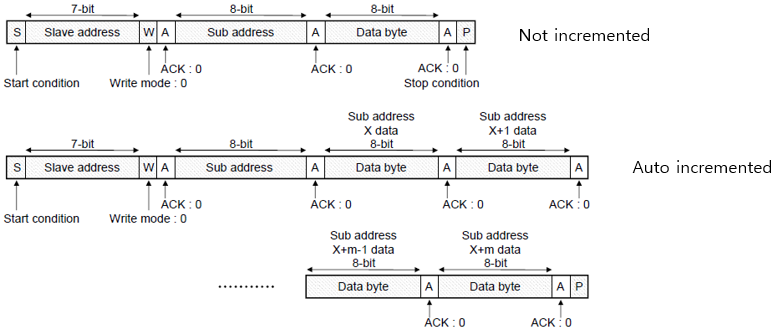 7-bit 8-bit 8-bit
S Slave address W A Sub address A Data byte A P
Not incremented
ACK : 0 ACK : 0 ACK : 0
Start condition Write mode : 0 Stop condition
Sub address Sub address
X data X+1 data
7-bit 8-bit 8-bit 8-bit
S Slave address W A Sub address A Data byte A Data byte A
Auto incremented
ACK : 0 ACK : 0 ACK : 0 ACK : 0
Start condition Write mode : 0
Sub address Sub address
X+m-1 data X+m data
8-bit 8-bit
··········· Data byte A Data byte A P
ACK : 0 ACK : 0